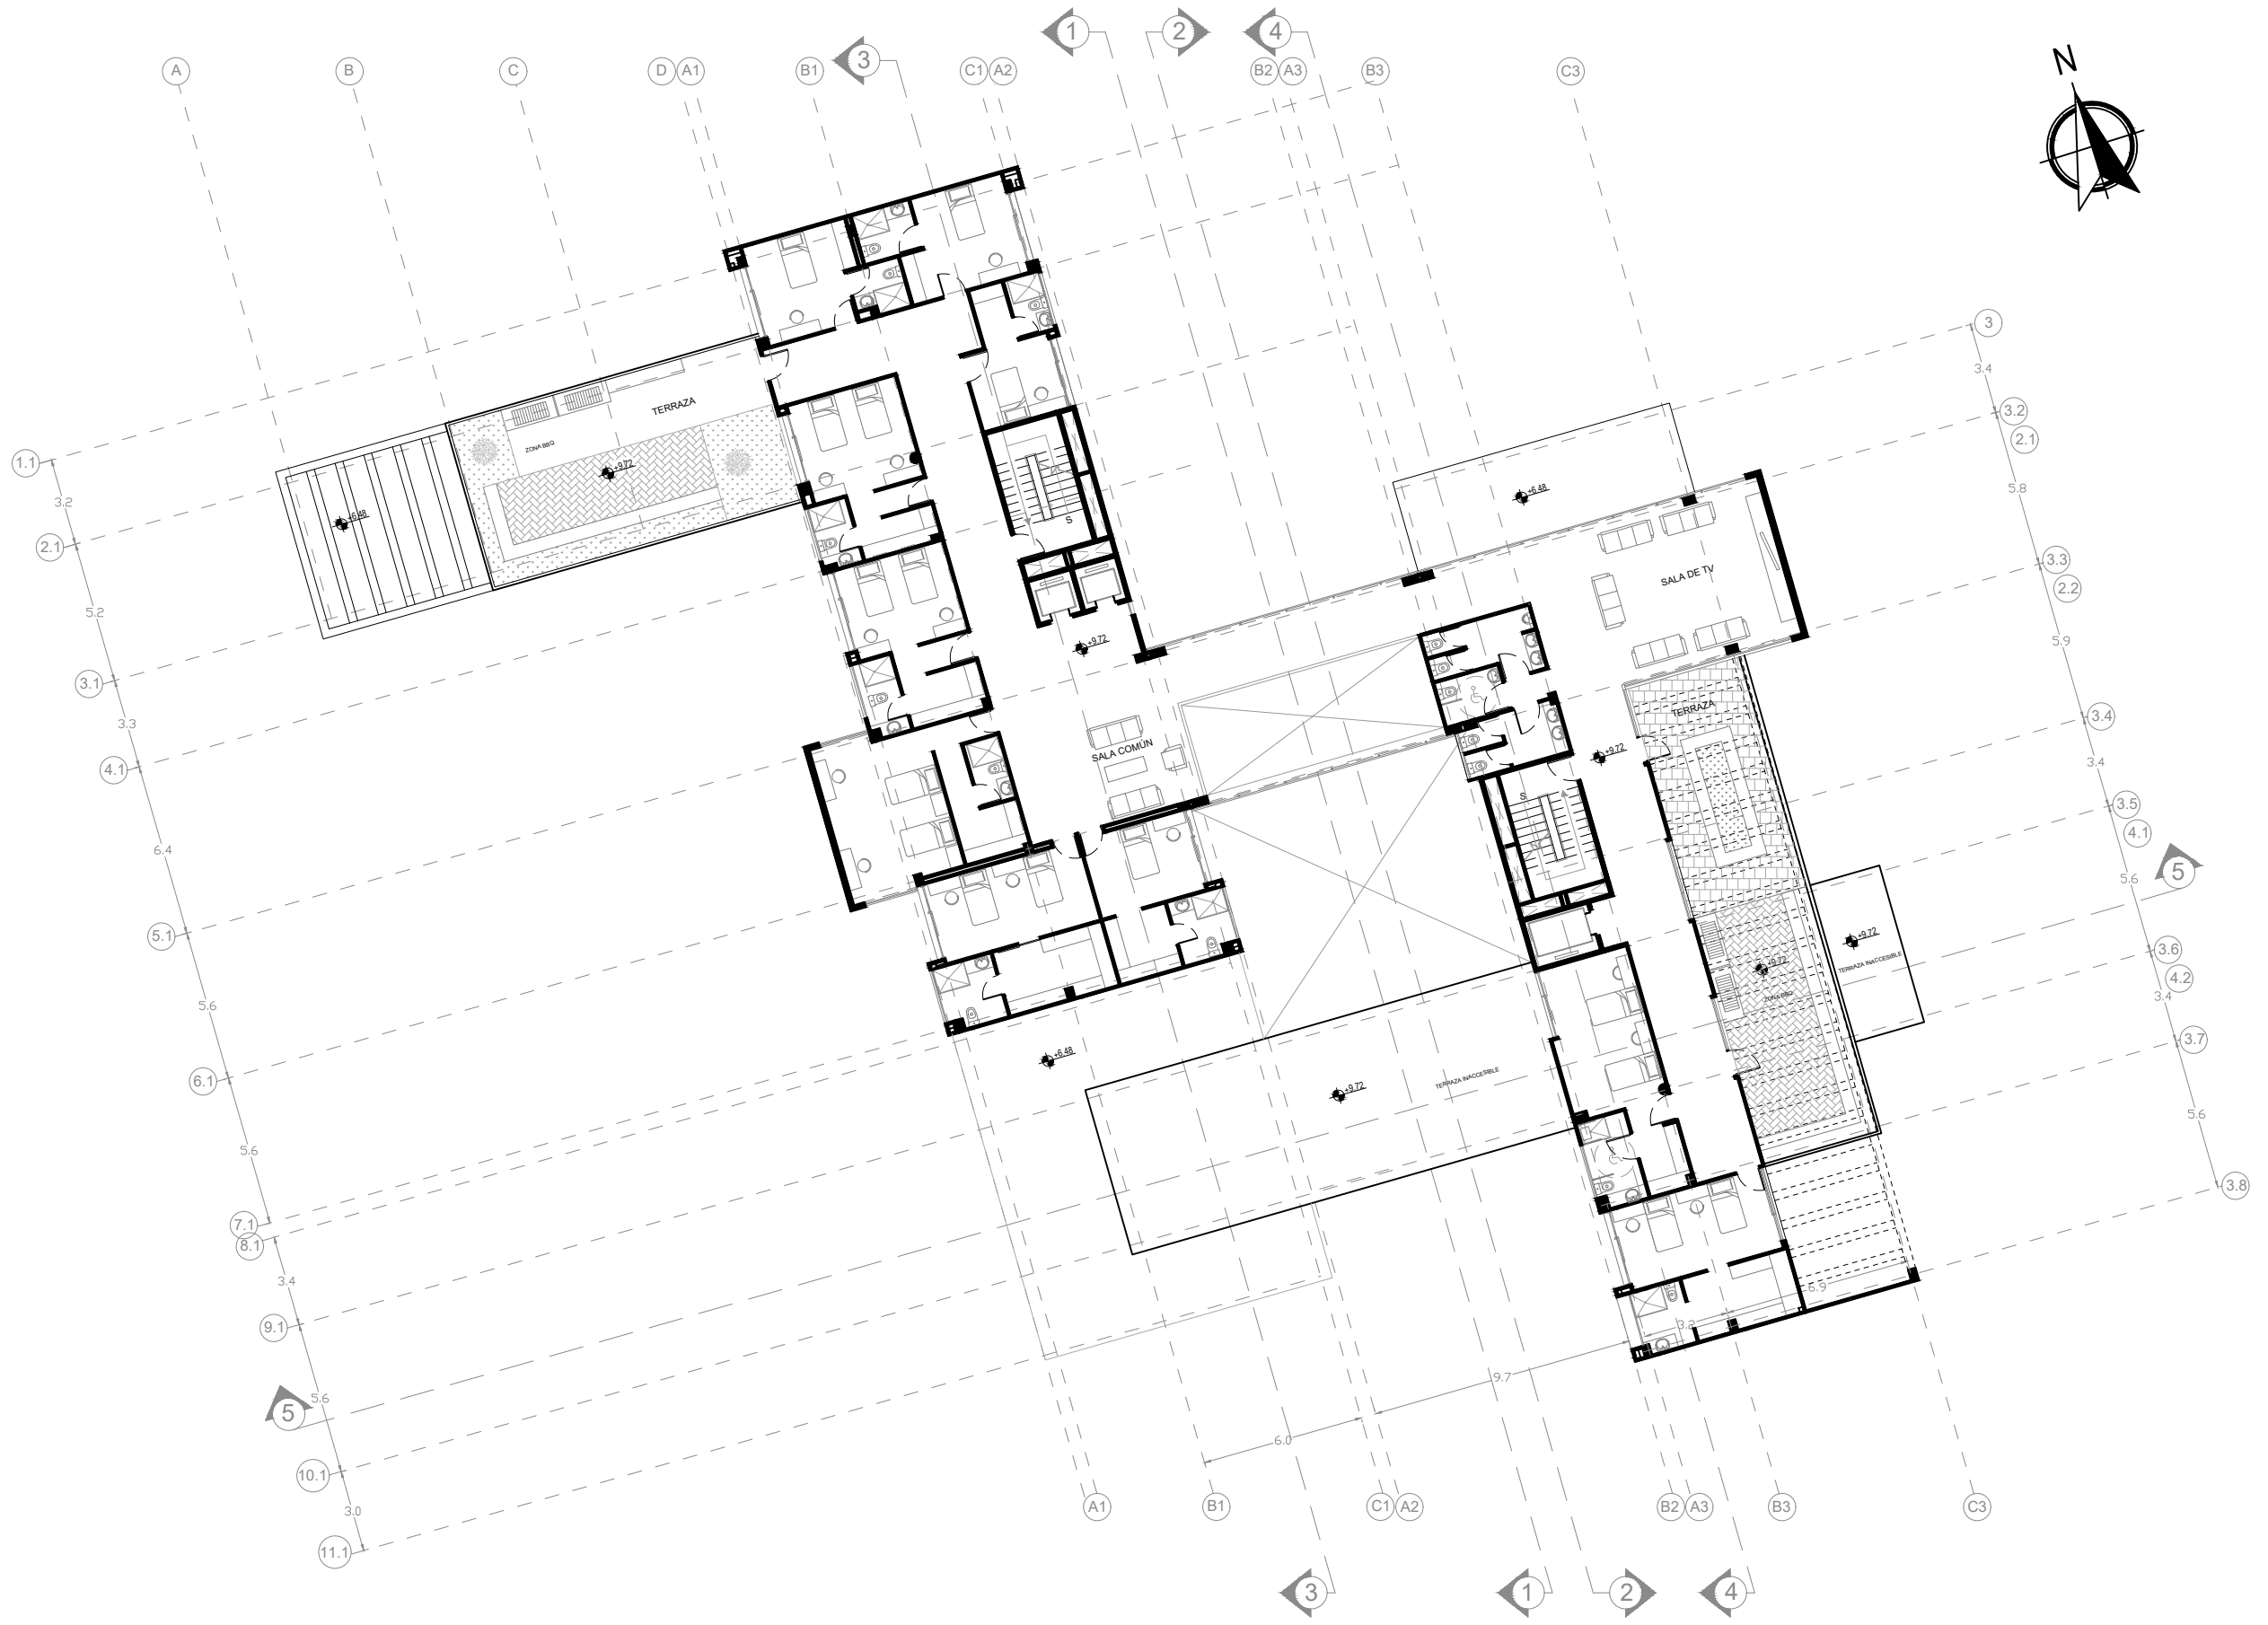 1
2
4
3
A
B
C
D
A1
B1
C1
A2
B2
A3
B3
C3
N
3
3.4
3.2
2.1
5.8
3.3
2.2
5.9
3.4
3.4
3.5
4.1
5.6
5
3.6
4.2
3.4
3.7
5.6
3.8
1.1
3.2
2.1
5.2
3.1
3.3
4.1
6.4
5.1
5.6
6.1
5.6
7.1
8.1
3.4
9.1
5.6
5
10.1
3.0
11.1
TERRAZA
ZONA BBQ
+9.72
+6.48
S
+9.72
SALA COMÚN
+6.48
SALA DE TV
TERRAZA
+9.72
S
+9.72
+9.72
TERRAZA INACCESIBLE
ZONA BBQ
+9.72
TERRAZA INACCESIBLE
+6.48
6.9
3.2
9.7
6.0
A1
B1
C1
A2
B2
A3
B3
C3
3
1
2
4